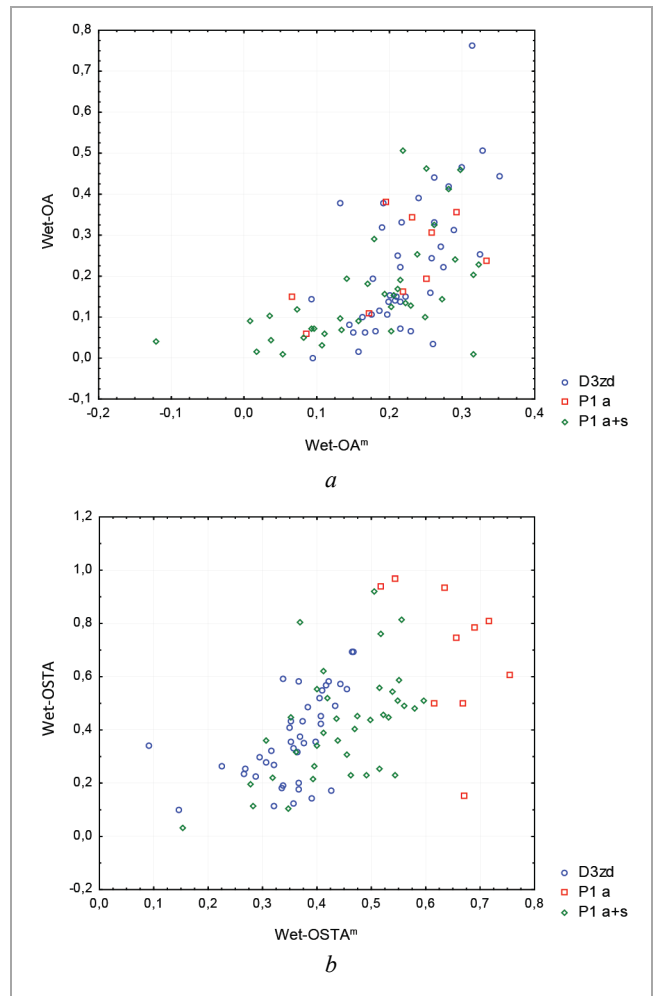 0,8
0,7
0,6
0,5
0,4
0,3
0,2
0,1
0,0
-0,1
Wet-OA
-0,2 -0,1 0,0 0,1 0,2 0,3 0,4
Wet-OAᵐ
D3zd
P1 a
P1 a+s
a
1,2
1,0
0,8
0,6
0,4
0,2
0,0
-0,2
Wet-OSTA
0,0 0,1 0,2 0,3 0,4 0,5 0,6 0,7 0,8
Wet-OSTAᵐ
D3zd
P1 a
P1 a+s
b